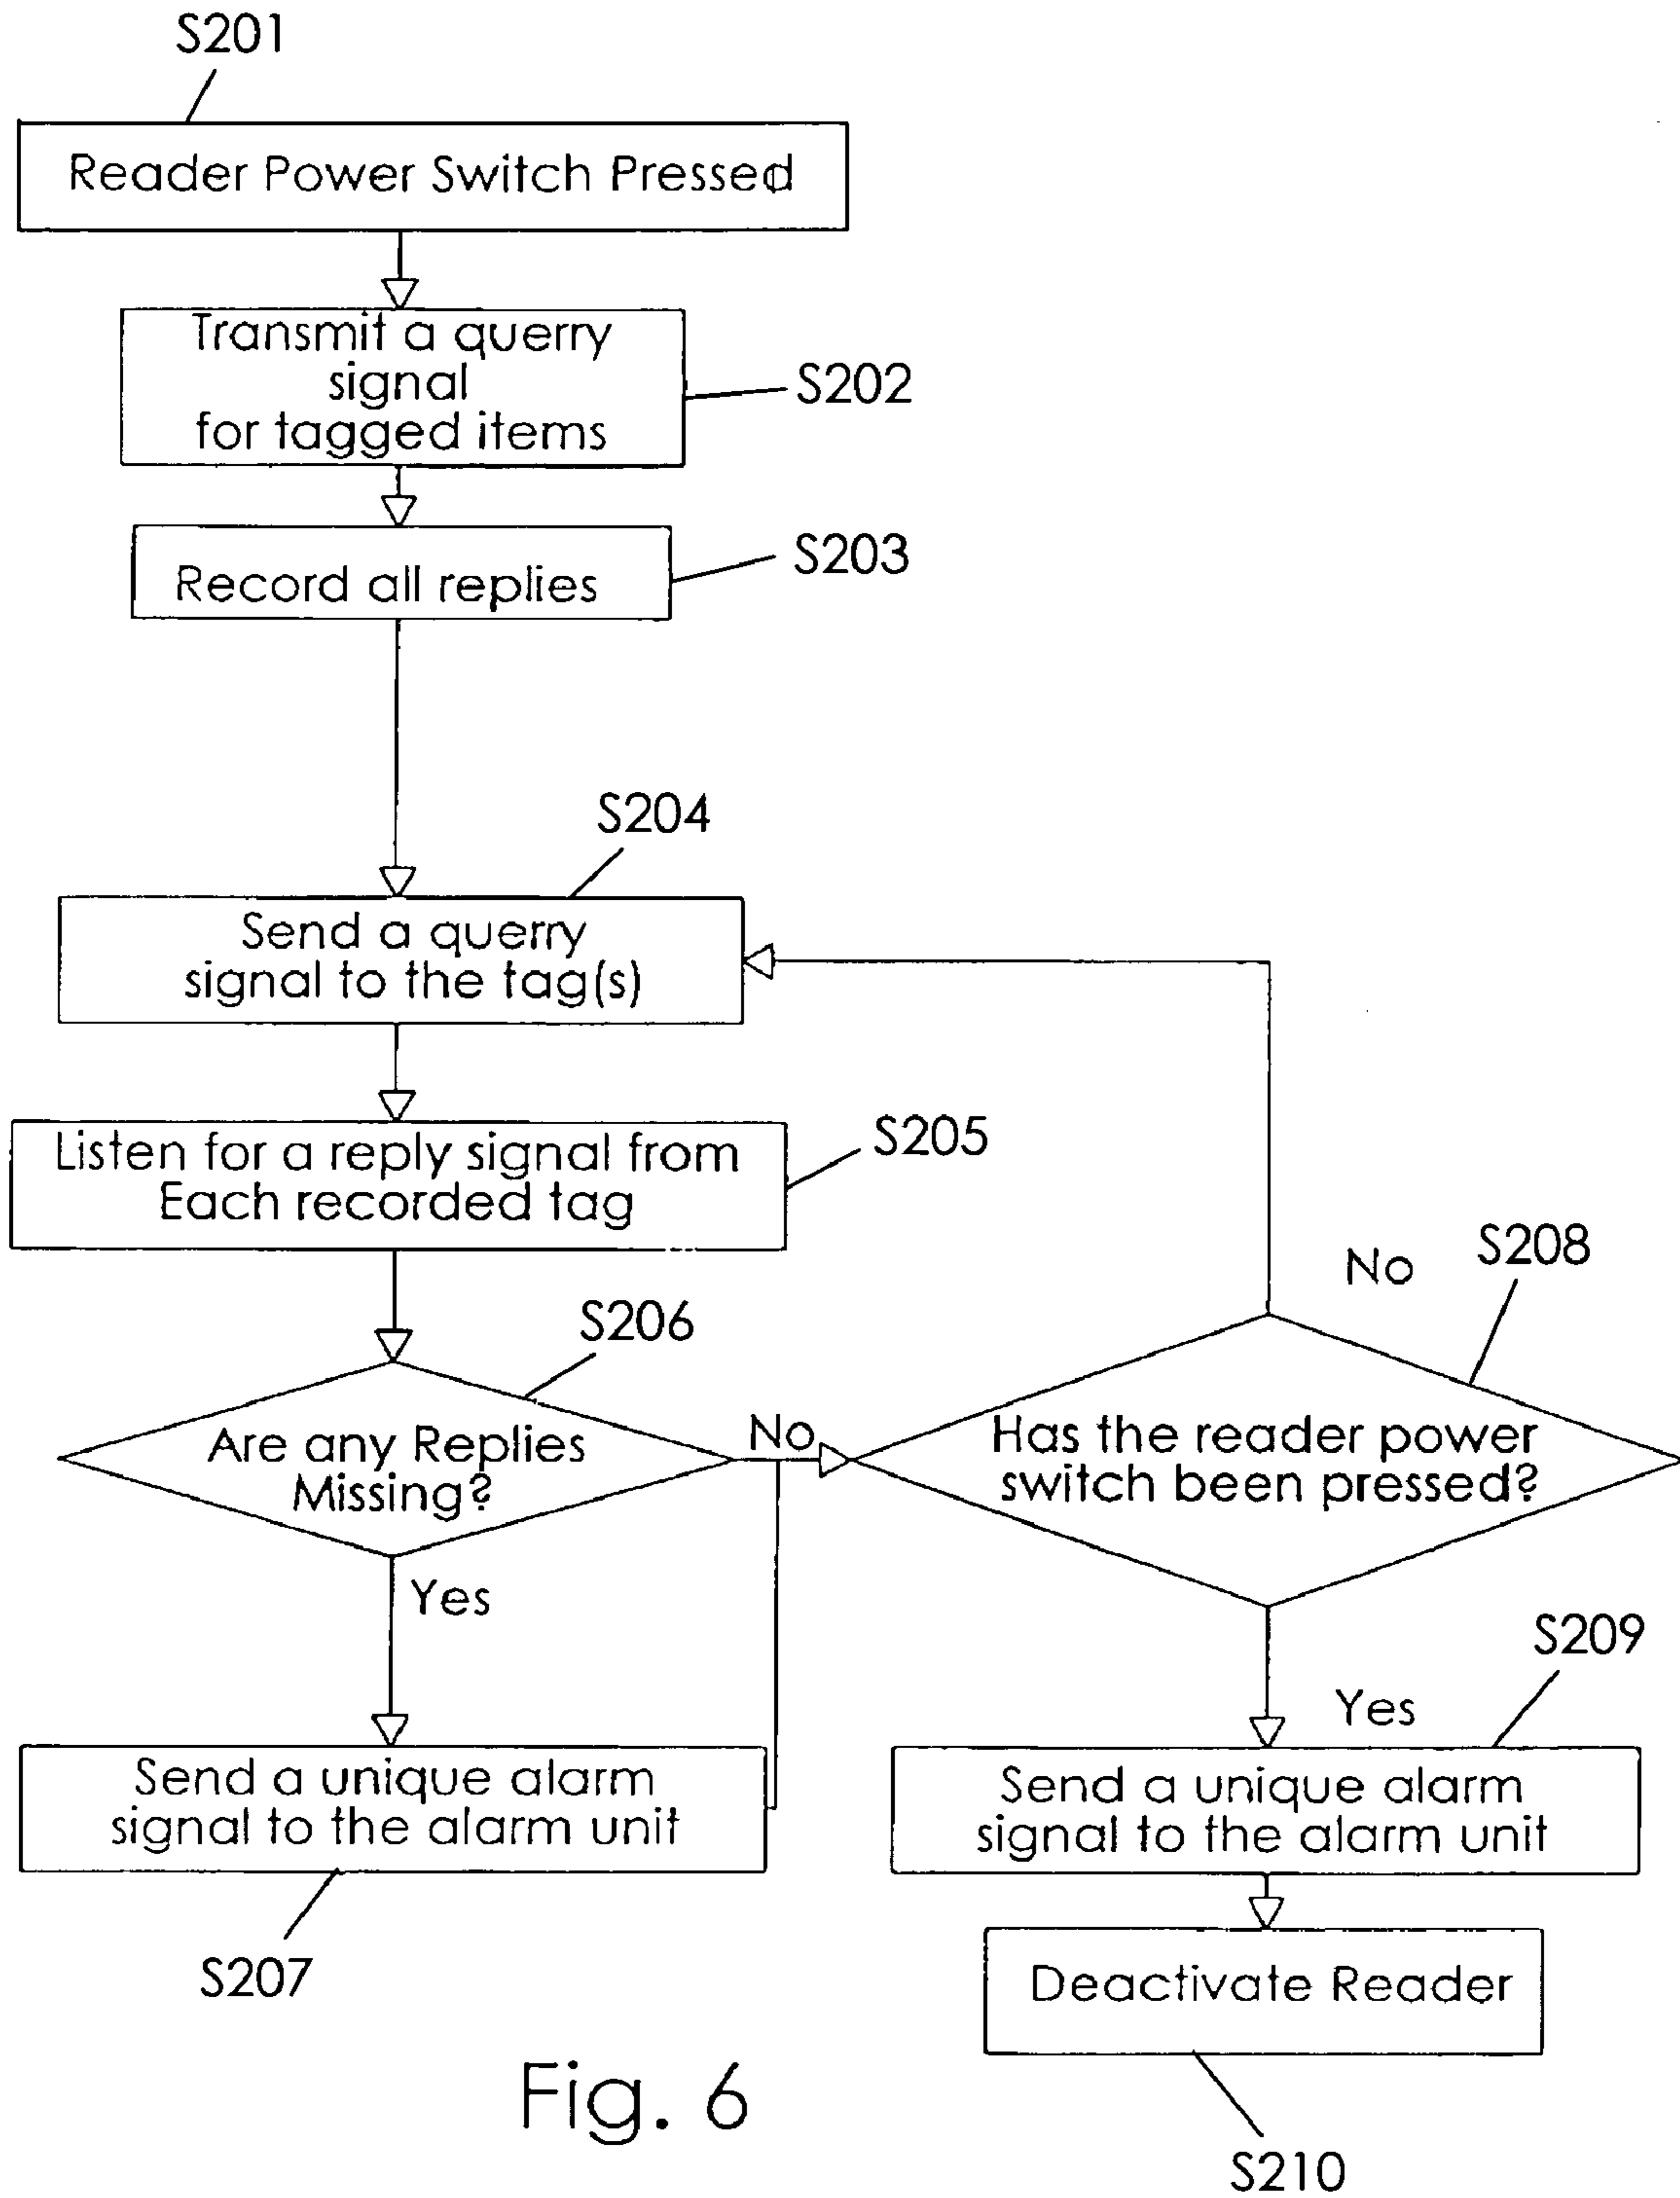 S201
Reader Power Switch Pressed
Transmit a querry
signal
for tagged items
S202
Record all replies
S203
S204
Send a querry
signal to the tag(s)
Listen for a reply signal from
Each recorded tag
S205
S206
Are any Replies
Missing?
No
Yes
No
S208
Has the reader power
switch been pressed?
Yes
S209
Send a unique alarm
signal to the alarm unit
S207
Send a unique alarm
signal to the alarm unit
Deactivate Reader
S210
Fig. 6